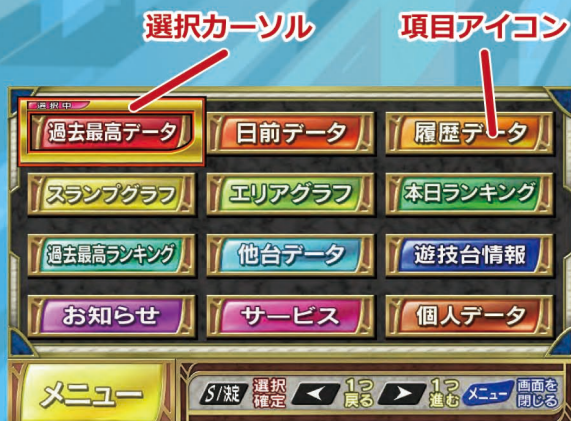 選択カーソル
項目アイコン
選択中
過去最高データ
日前データ
履歴データ
スランプグラフ
エリアグラフ
本日ランキング
過去最高ランキング
他台データ
遊技台情報
お知らせ
サービス
個人データ
メニュー
S/決定 選択確定 < 1つ戻る > 1つ進む メニュー 画面を閉じる